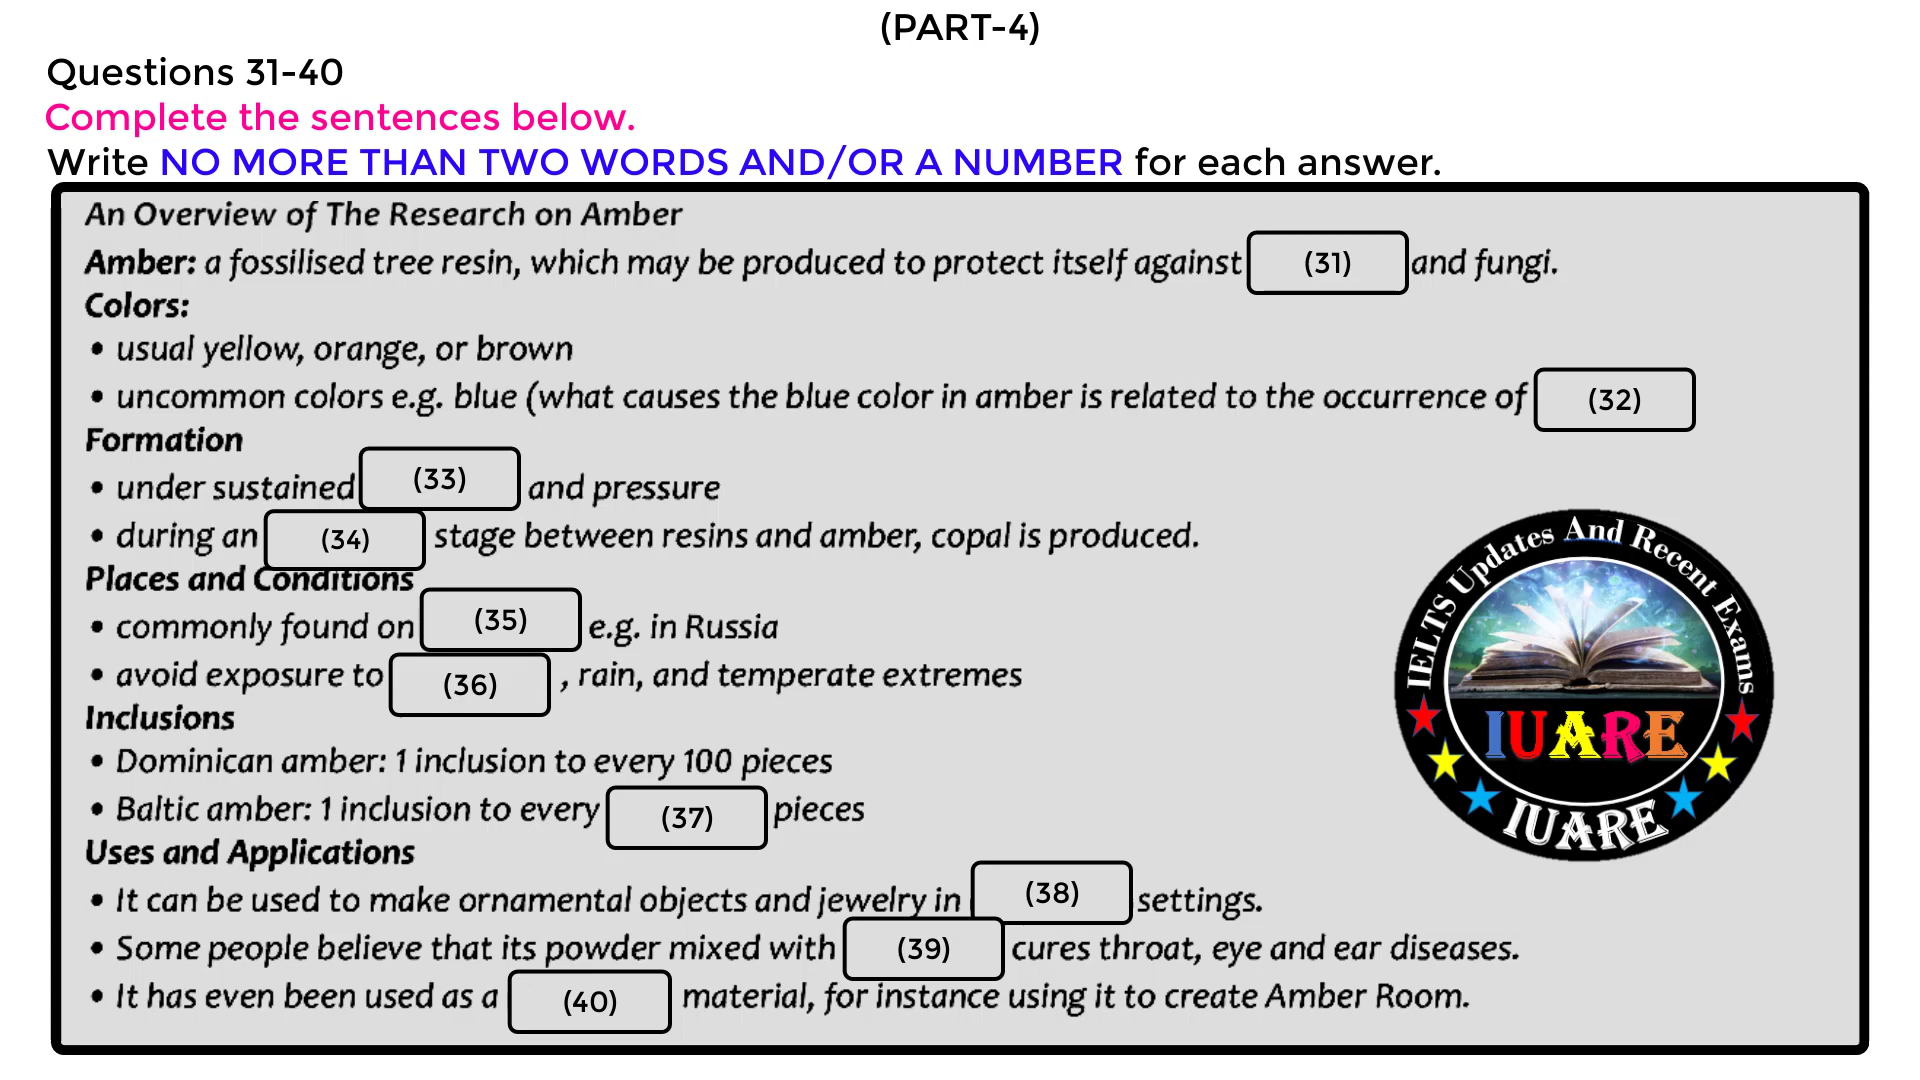 (PART-4)
Questions 31-40
Complete the sentences below.
Write NO MORE THAN TWO WORDS AND/OR A NUMBER for each answer.
An Overview of The Research on Amber
Amber: a fossilised tree resin, which may be produced to protect itself against (31) and fungi.
Colors:
• usual yellow, orange, or brown
• uncommon colors e.g. blue (what causes the blue color in amber is related to the occurrence of (32)
Formation
• under sustained (33) and pressure
• during an (34) stage between resins and amber, copal is produced.
Places and Conditions
• commonly found on (35) e.g. in Russia
• avoid exposure to (36) , rain, and temperate extremes
Inclusions
• Dominican amber: 1 inclusion to every 100 pieces
• Baltic amber: 1 inclusion to every (37) pieces
Uses and Applications
• It can be used to make ornamental objects and jewelry in (38) settings.
• Some people believe that its powder mixed with (39) cures throat, eye and ear diseases.
• It has even been used as a (40) material, for instance using it to create Amber Room.
IELTS Updates And Recent Exams
IUARE
IUARE